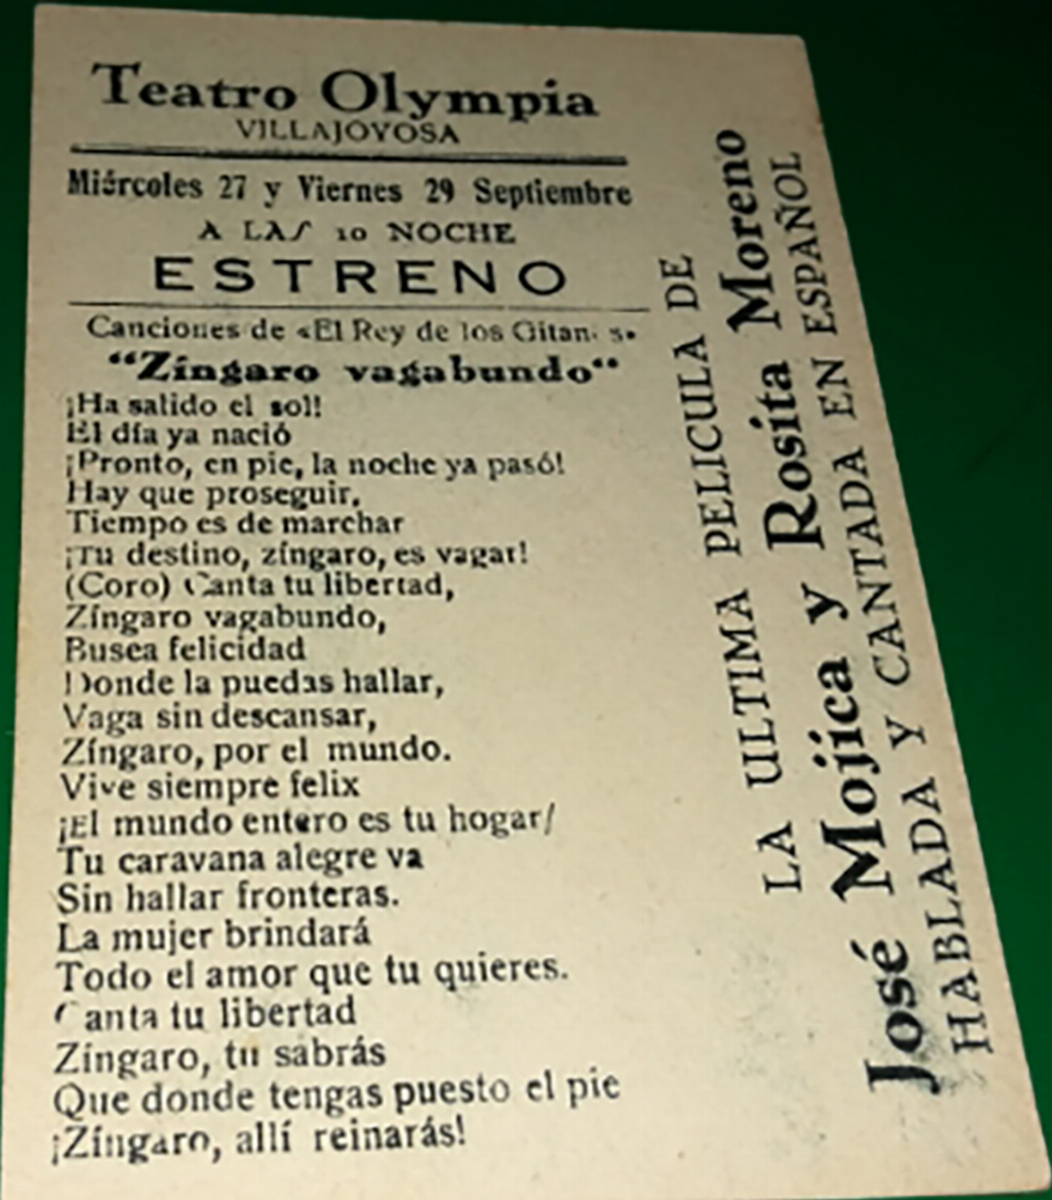 Teatro Olympia
VILLAJOYOSA
Miércoles 27 y Viernes 29 Septiembre
A LAS 10 NOCHE
ESTRENO
Canciones de «El Rey de los Gitan s»
“Zíngaro vagabundo“
¡Ha salido el sol!
El día ya nació
¡Pronto, en pie, la noche ya pasó!
Hay que proseguir,
Tiempo es de marchar
¡Tu destino, zíngaro, es vagar!
(Coro) Canta tu libertad,
Zíngaro vagabundo,
Busea felicidad
Donde la puedas hallar,
Vaga sin descansar,
Zíngaro, por el mundo.
Vive siempre felix
¡El mundo entero es tu hogar/
Tu caravana alegre va
Sin hallar fronteras.
La mujer brindará
Todo el amor que tu quieres.
Canta tu libertad
Zíngaro, tu sabrás
Que donde tengas puesto el pie
¡Zíngaro, allí reinarás!
LA ULTIMA PELICULA DE
José Mojica y Rosita Moreno
HABLADA Y CANTADA EN ESPAÑOL